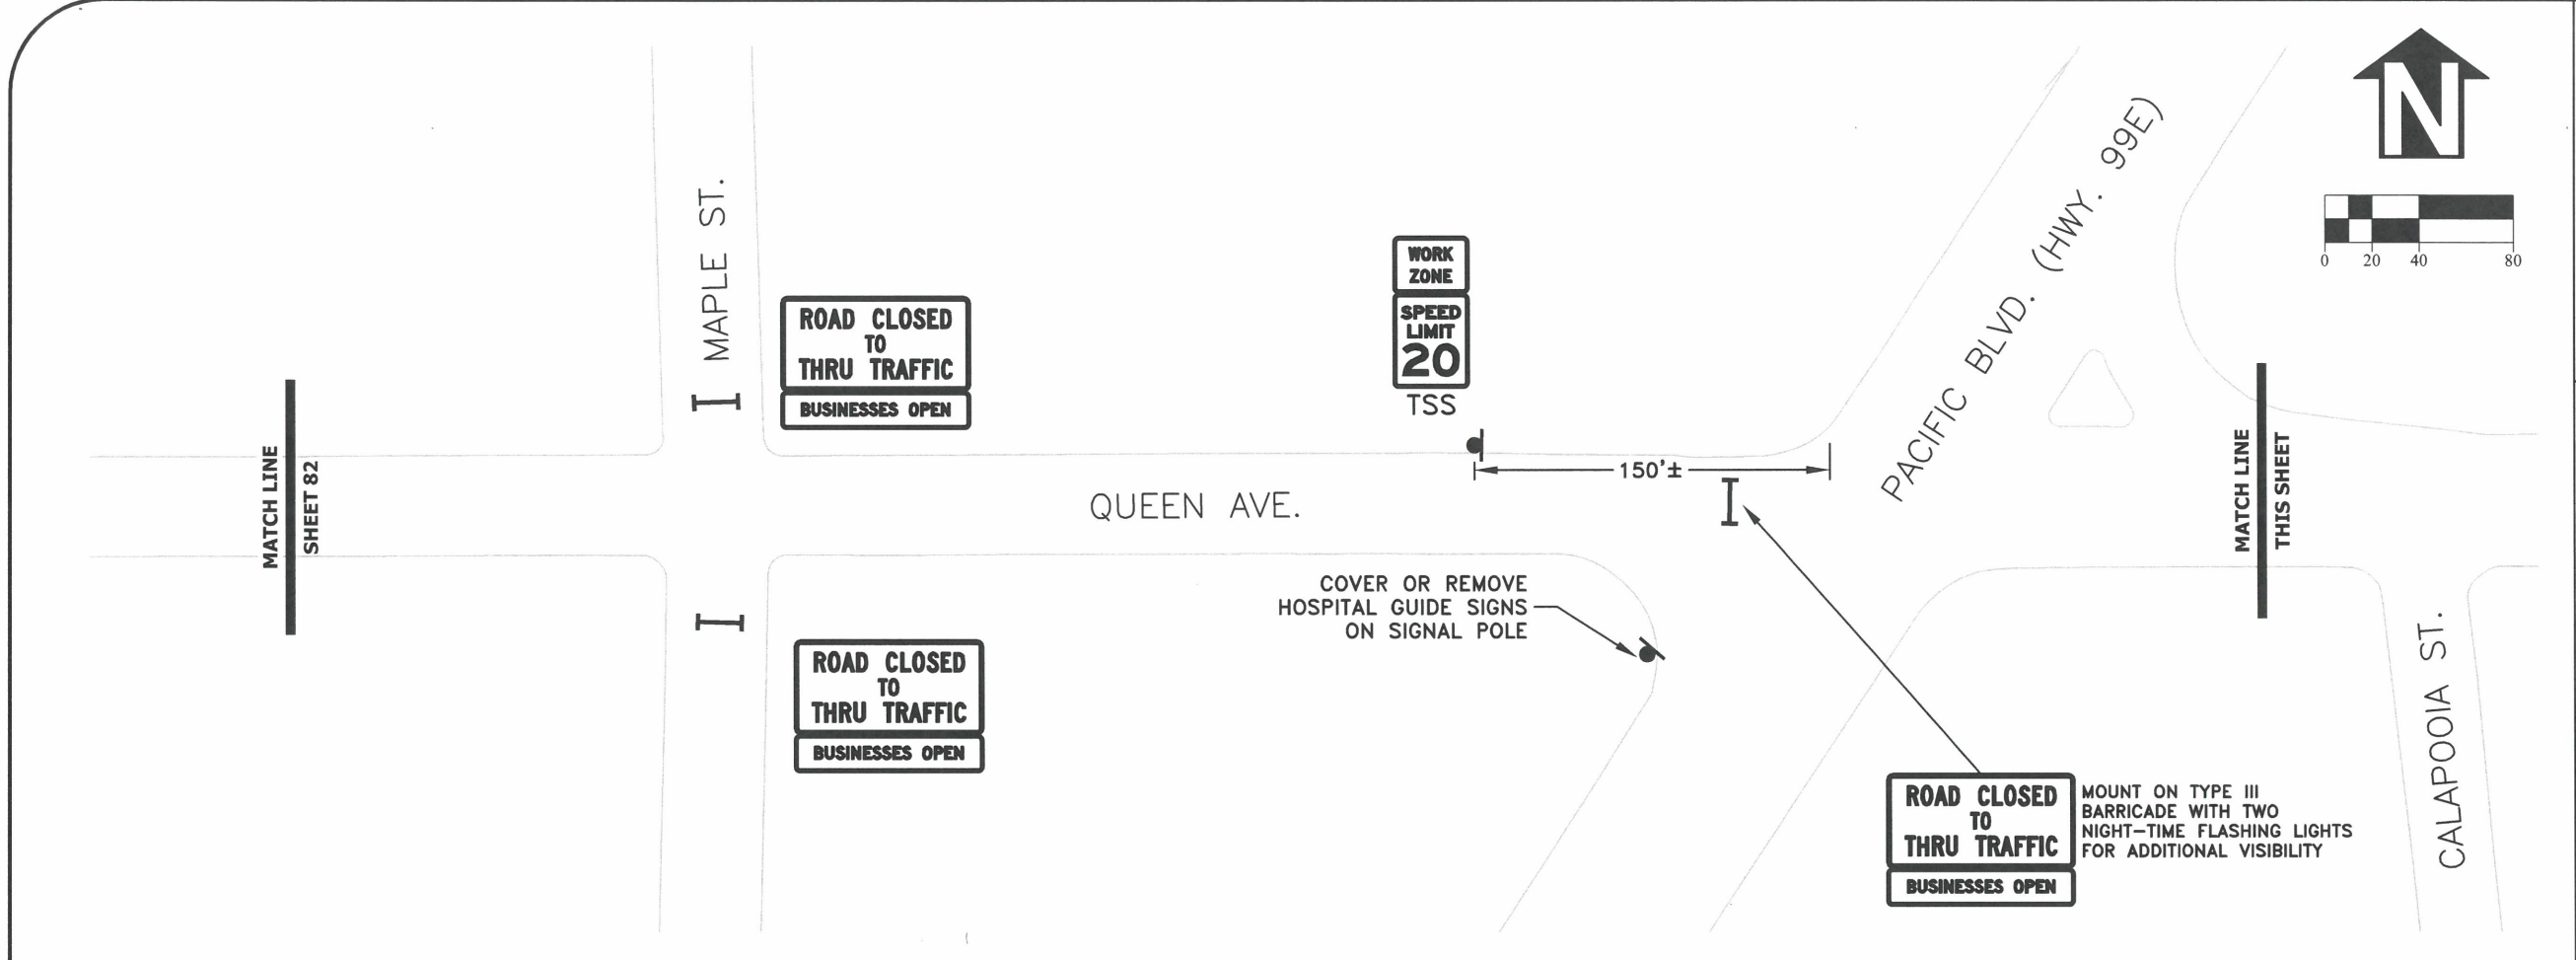 MAPLE ST.
ROAD CLOSED
TO
THRU TRAFFIC
BUSINESSES OPEN
WORK
ZONE
SPEED
LIMIT
20
TSS
PACIFIC BLVD. (HWY. 99E)
N
0 20 40 80
MATCH LINE
SHEET 82
QUEEN AVE.
150'±
MATCH LINE
THIS SHEET
COVER OR REMOVE
HOSPITAL GUIDE SIGNS
ON SIGNAL POLE
ROAD CLOSED
TO
THRU TRAFFIC
BUSINESSES OPEN
ROAD CLOSED
TO
THRU TRAFFIC
BUSINESSES OPEN
MOUNT ON TYPE III
BARRICADE WITH TWO
NIGHT-TIME FLASHING LIGHTS
FOR ADDITIONAL VISIBILITY
CALAPOOIA ST.